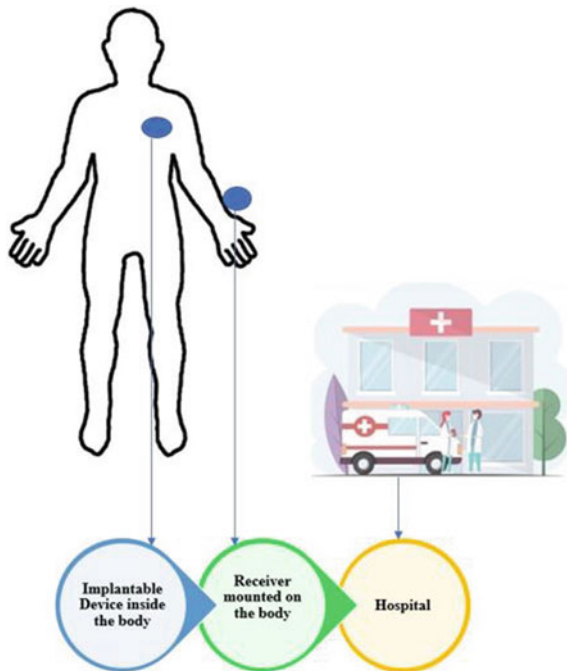 Implantable
Device inside
the body
Receiver
mounted on
the body
Hospital